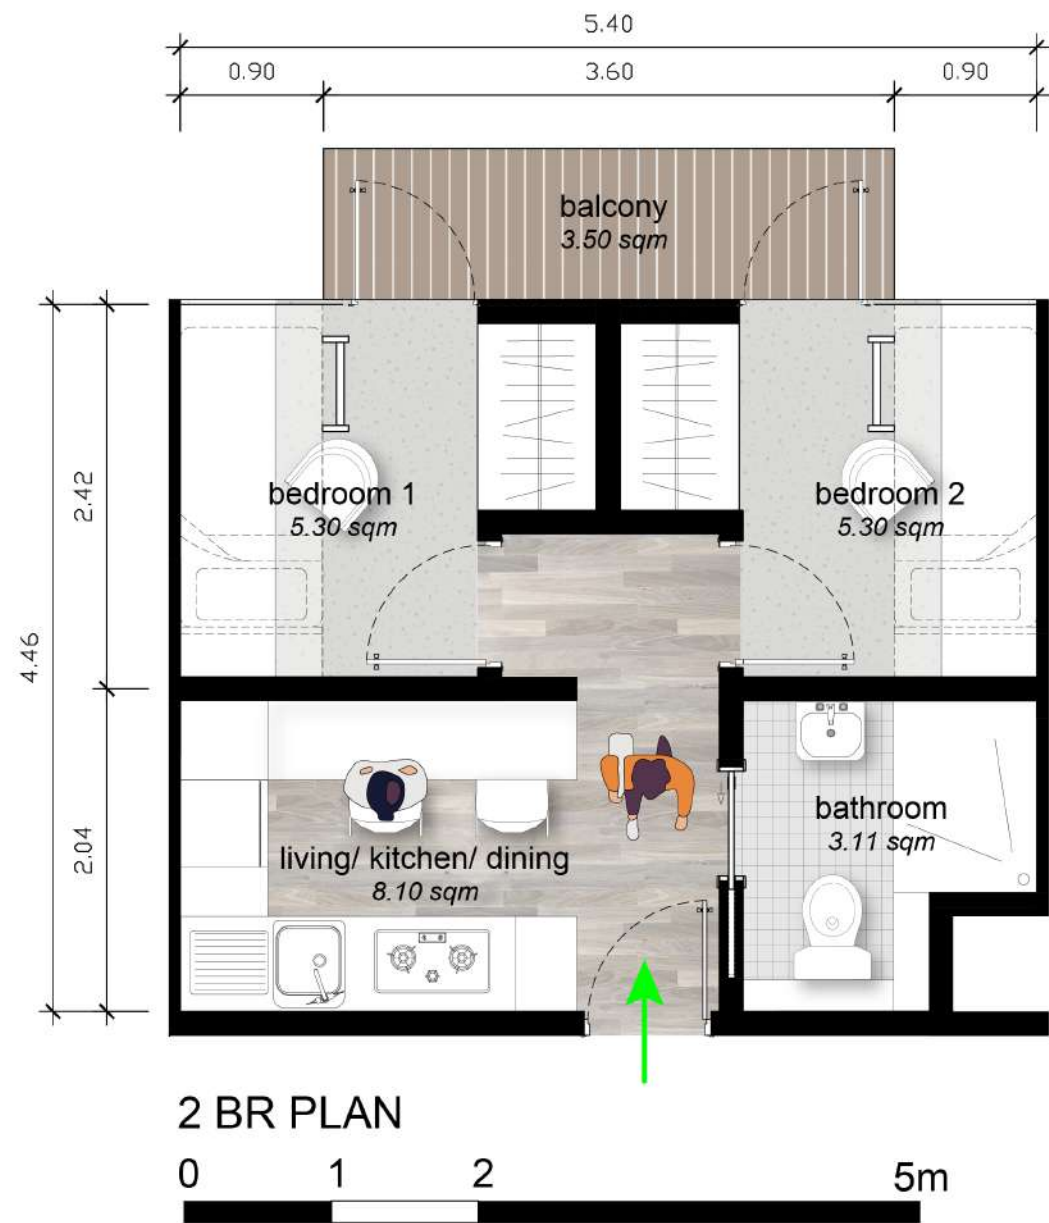 5.40
0.90 3.60 0.90
balcony
3.50 sqm
2.42
4.46
2.04
bedroom 1
5.30 sqm
bedroom 2
5.30 sqm
living/ kitchen/ dining
8.10 sqm
bathroom
3.11 sqm
2 BR PLAN
0 1 2 5m